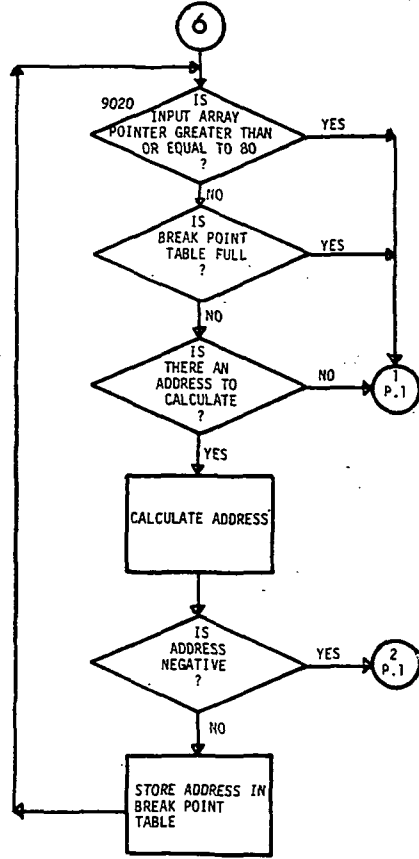 6
9020
IS
INPUT ARRAY
POINTER GREATER THAN
OR EQUAL TO 80
?
YES
NO
IS
BREAK POINT
TABLE FULL
?
YES
NO
IS
THERE AN
ADDRESS TO
CALCULATE
?
NO
1
P.1
YES
CALCULATE ADDRESS
IS
ADDRESS
NEGATIVE
?
YES
2
P.1
NO
STORE ADDRESS IN
BREAK POINT
TABLE